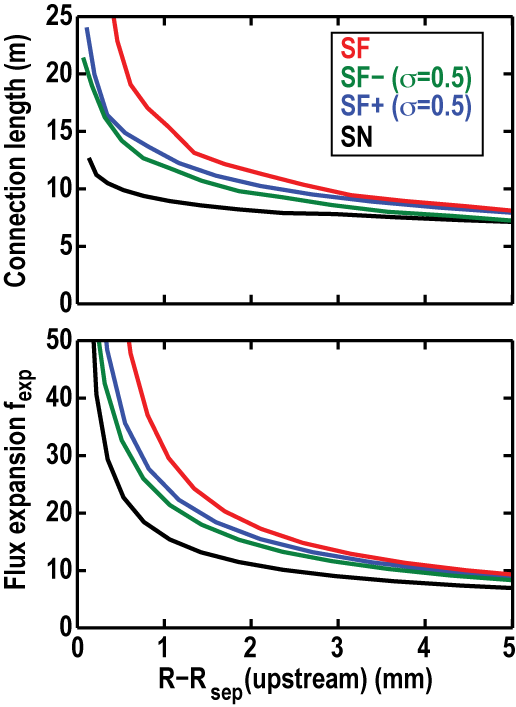 25
20
15
10
5
0
Connection length (m)
SF
SF− (σ=0.5)
SF+ (σ=0.5)
SN
50
40
30
20
10
0
Flux expansion fexp
0 1 2 3 4 5
R−Rsep(upstream) (mm)